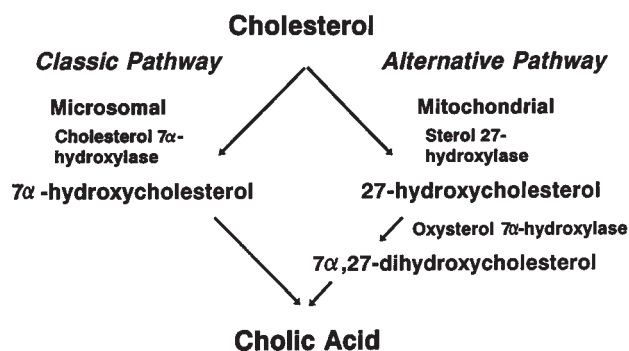 Cholesterol
Classic Pathway
Alternative Pathway
Microsomal
Mitochondrial
Cholesterol 7α-
hydroxylase
Sterol 27-
hydroxylase
7α -hydroxycholesterol
27-hydroxycholesterol
Oxysterol 7α-hydroxylase
7α,27-dihydroxycholesterol
Cholic Acid